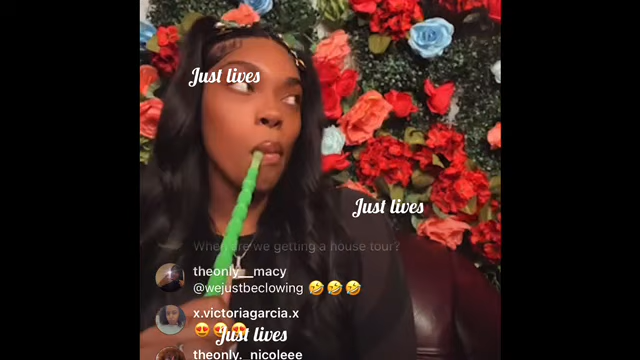 Just lives
Just lives
When are we getting a house tour?
theonly__macy
@wejustbeclowing 🤣🤣🤣
x.victoriagarcia.x
😍😍😍
Just lives
theonly._nicoleee